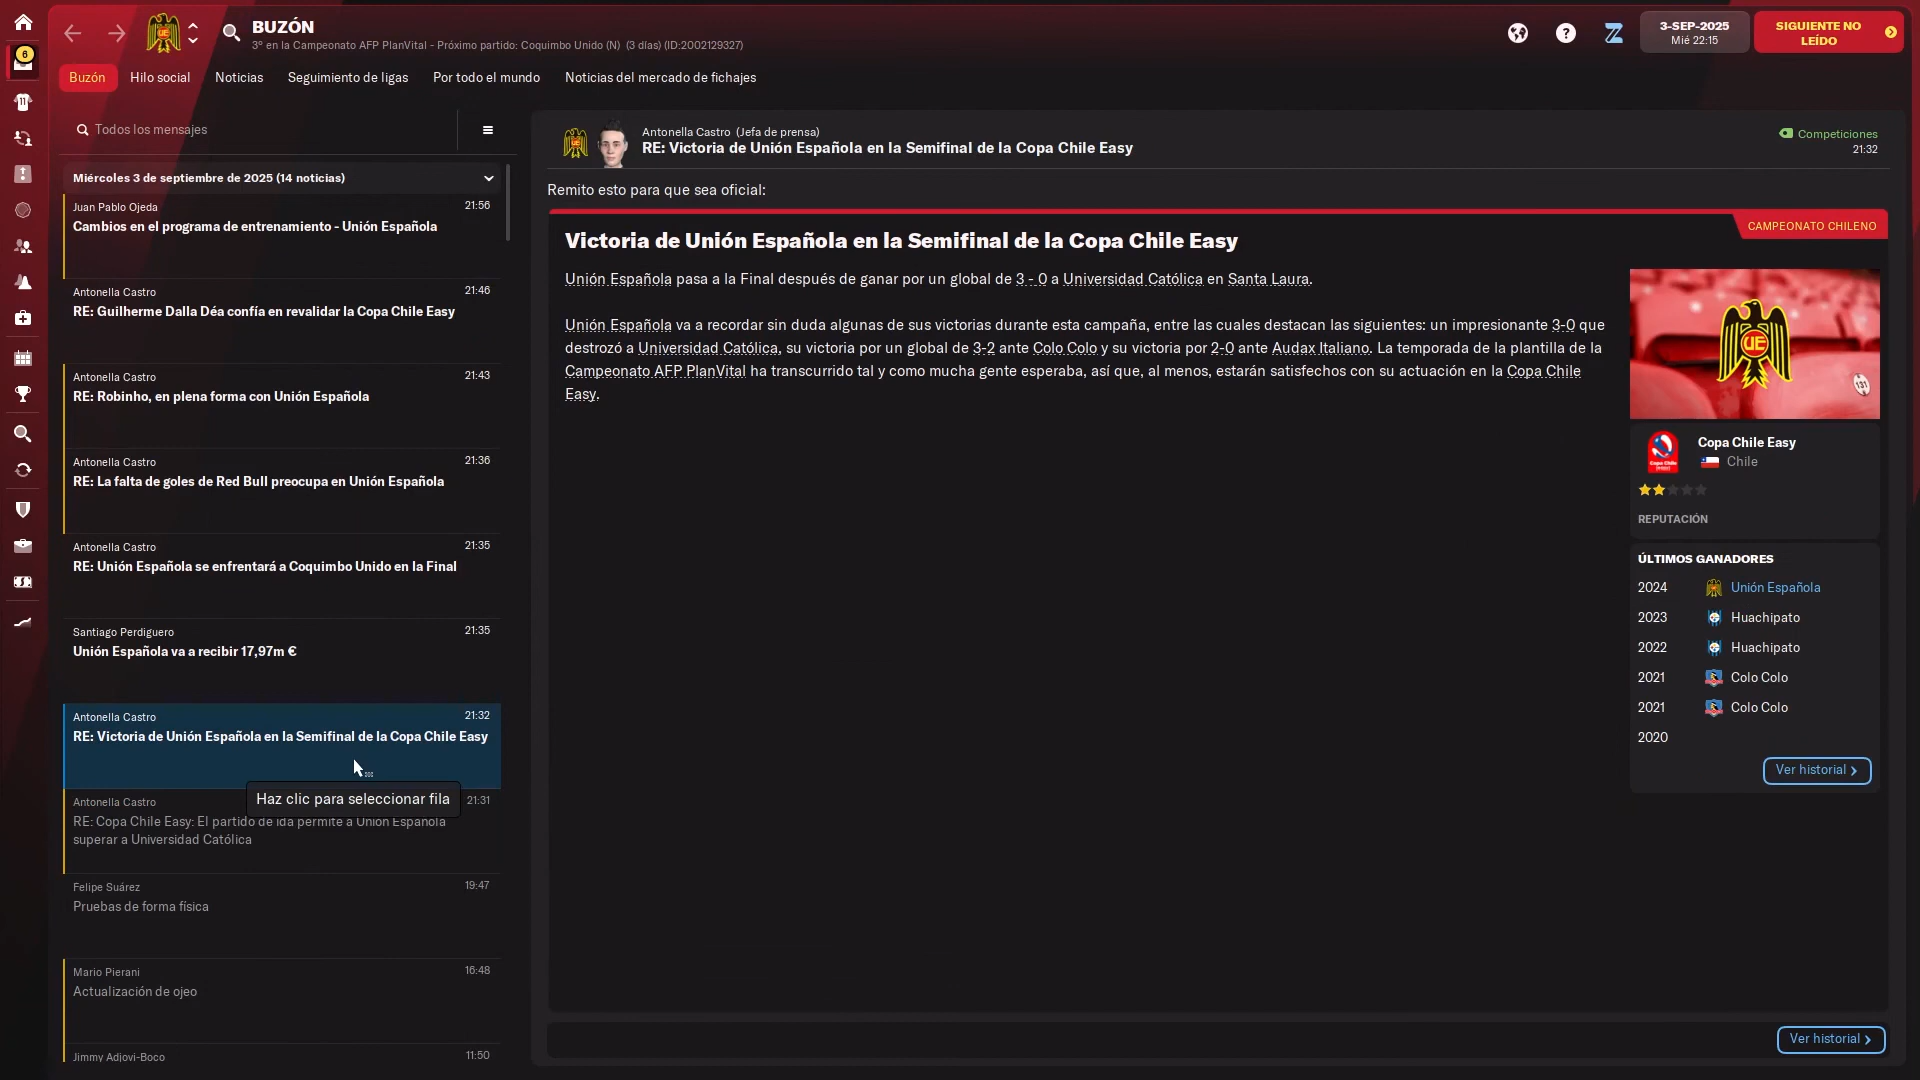 6
BUZÓN
3º en la Campeonato AFP PlanVital - Próximo partido: Coquimbo Unido (N) (3 días) (ID:2002129327)
3-SEP-2025
Mié 22:15
SIGUIENTE NO
LEÍDO
Buzón
Hilo social
Noticias
Seguimiento de ligas
Por todo el mundo
Noticias del mercado de fichajes
Todos los mensajes
Miércoles 3 de septiembre de 2025 (14 noticias)
Juan Pablo Ojeda
21:56
Cambios en el programa de entrenamiento - Unión Española
Antonella Castro
21:46
RE: Guilherme Dalla Déa confía en revalidar la Copa Chile Easy
Antonella Castro
21:43
RE: Robinho, en plena forma con Unión Española
Antonella Castro
21:36
RE: La falta de goles de Red Bull preocupa en Unión Española
Antonella Castro
21:35
RE: Unión Española se enfrentará a Coquimbo Unido en la Final
Santiago Perdiguero
21:35
Unión Española va a recibir 17,97m €
Antonella Castro
21:32
RE: Victoria de Unión Española en la Semifinal de la Copa Chile Easy
Haz clic para seleccionar fila
Antonella Castro
21:31
RE: Copa Chile Easy: El partido de ida permite a Unión Española
superar a Universidad Católica
Felipe Suárez
19:47
Pruebas de forma física
Mario Pierani
16:48
Actualización de ojeo
Jimmy Adjovi-Boco
11:50
Antonella Castro (Jefa de prensa)
RE: Victoria de Unión Española en la Semifinal de la Copa Chile Easy
Competiciones
21:32
Remito esto para que sea oficial:
CAMPEONATO CHILENO
Victoria de Unión Española en la Semifinal de la Copa Chile Easy
Unión Española pasa a la Final después de ganar por un global de 3 - 0 a Universidad Católica en Santa Laura.
Unión Española va a recordar sin duda algunas de sus victorias durante esta campaña, entre las cuales destacan las siguientes: un impresionante 3-0 que
destrozó a Universidad Católica, su victoria por un global de 3-2 ante Colo Colo y su victoria por 2-0 ante Audax Italiano. La temporada de la plantilla de la
Campeonato AFP PlanVital ha transcurrido tal y como mucha gente esperaba, así que, al menos, estarán satisfechos con su actuación en la Copa Chile
Easy.
UE
Copa Chile Easy
Chile
REPUTACIÓN
ÚLTIMOS GANADORES
2024 Unión Española
2023 Huachipato
2022 Huachipato
2021 Colo Colo
2021 Colo Colo
2020
Ver historial
Ver historial